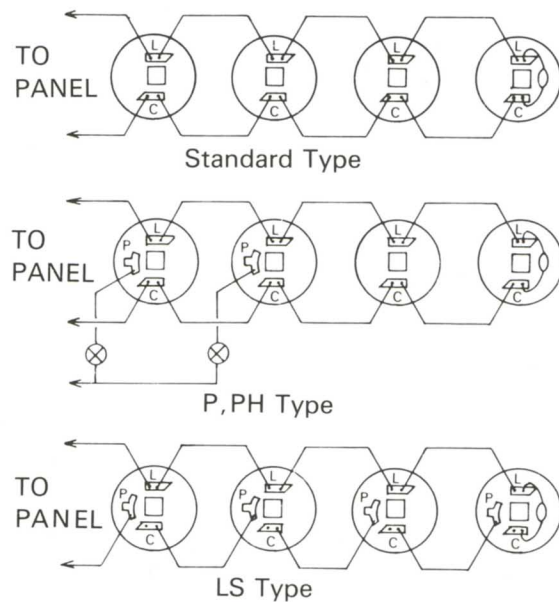 L L L L
TO
PANEL
C C C C
Standard Type
L L L L
TO
PANEL
P P
C C C C
P, PH Type
L L L L
TO
PANEL
P P P P
C C C C
LS Type